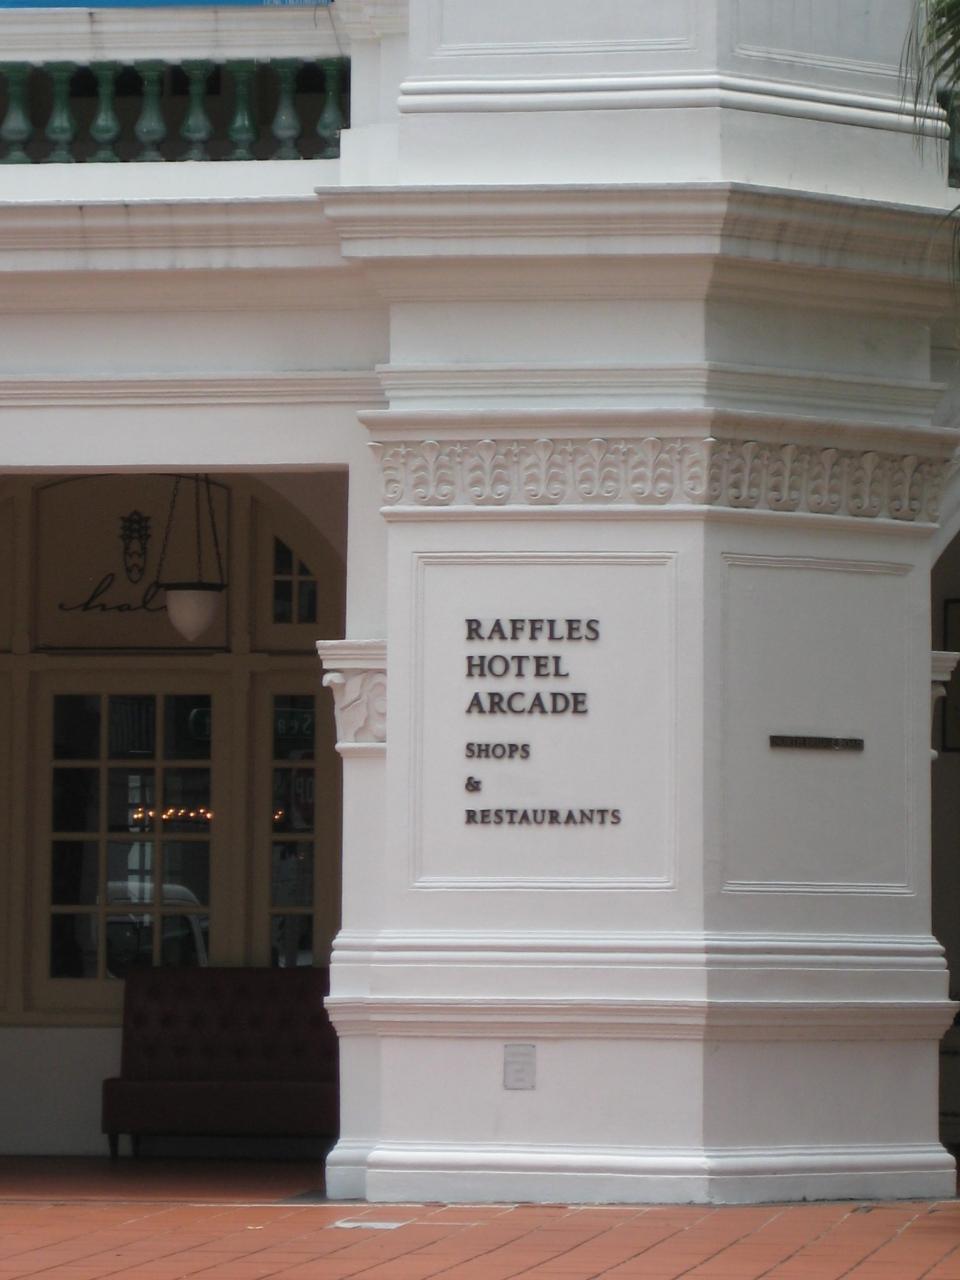 RAFFLES
HOTEL
ARCADE
SHOPS
&
RESTAURANTS